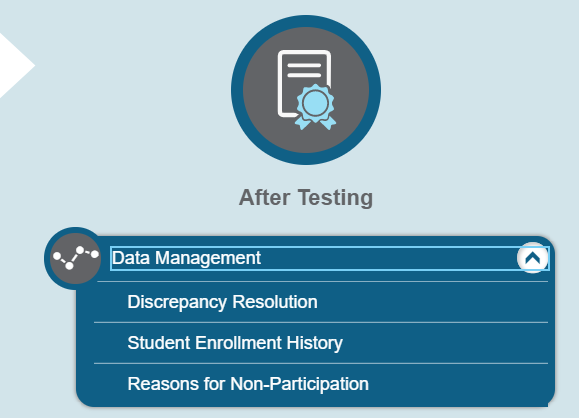 After Testing
Data Management
Discrepancy Resolution
Student Enrollment History
Reasons for Non-Participation